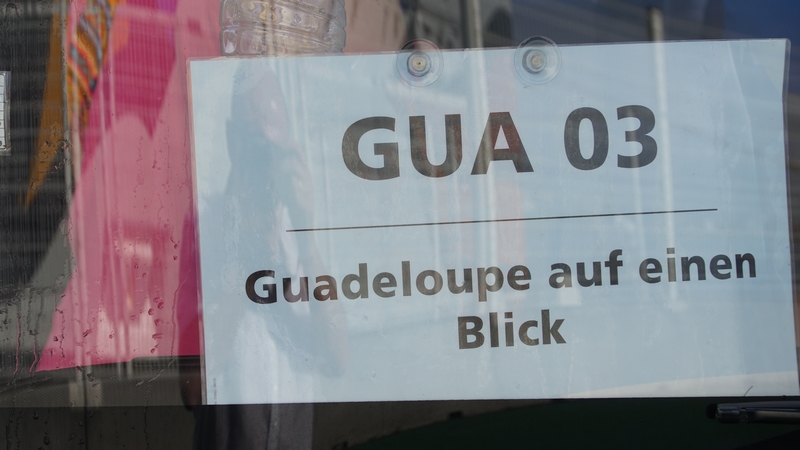 GUA 03
Guadeloupe auf einen
Blick